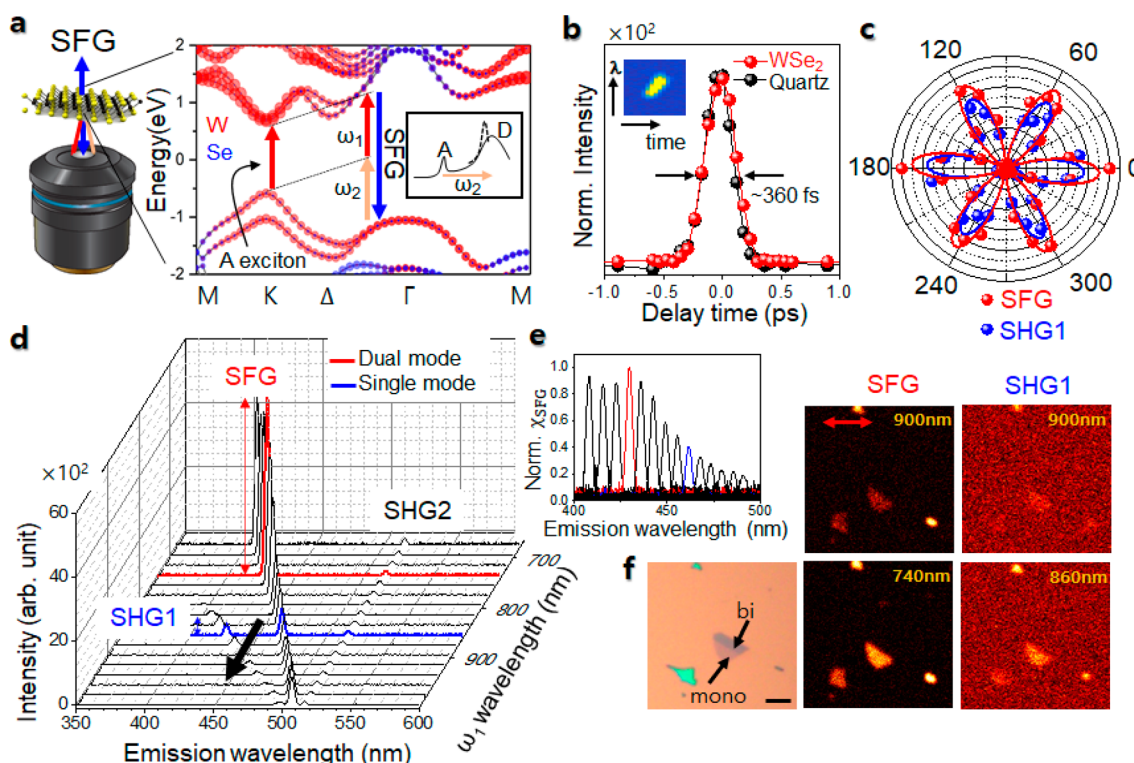 a
SFG
Energy(eV)
2
1
0
-1
-2
W
Se
ω1
ω2
SFG
A
D
ω2
A exciton
M K Δ Γ M
b
×10²
Norm. Intensity
λ
time
WSe₂
Quartz
~360 fs
-1.0 -0.5 0.0 0.5 1.0
Delay time (ps)
c
120 60
180 0
240 300
SFG
SHG1
d
Dual mode
Single mode
SFG
×10²
60
40
20
0
SHG2
SHG1
Intensity (arb. unit)
350 400 450 500 550 600
Emission wavelength (nm)
700
800
900
ω₁ wavelength (nm)
e
Norm. χSFG
1.0
0.8
0.6
0.4
0.2
0.0
400 450 500
Emission wavelength (nm)
f
bi
mono
SFG SHG1
900nm 900nm
740nm 860nm